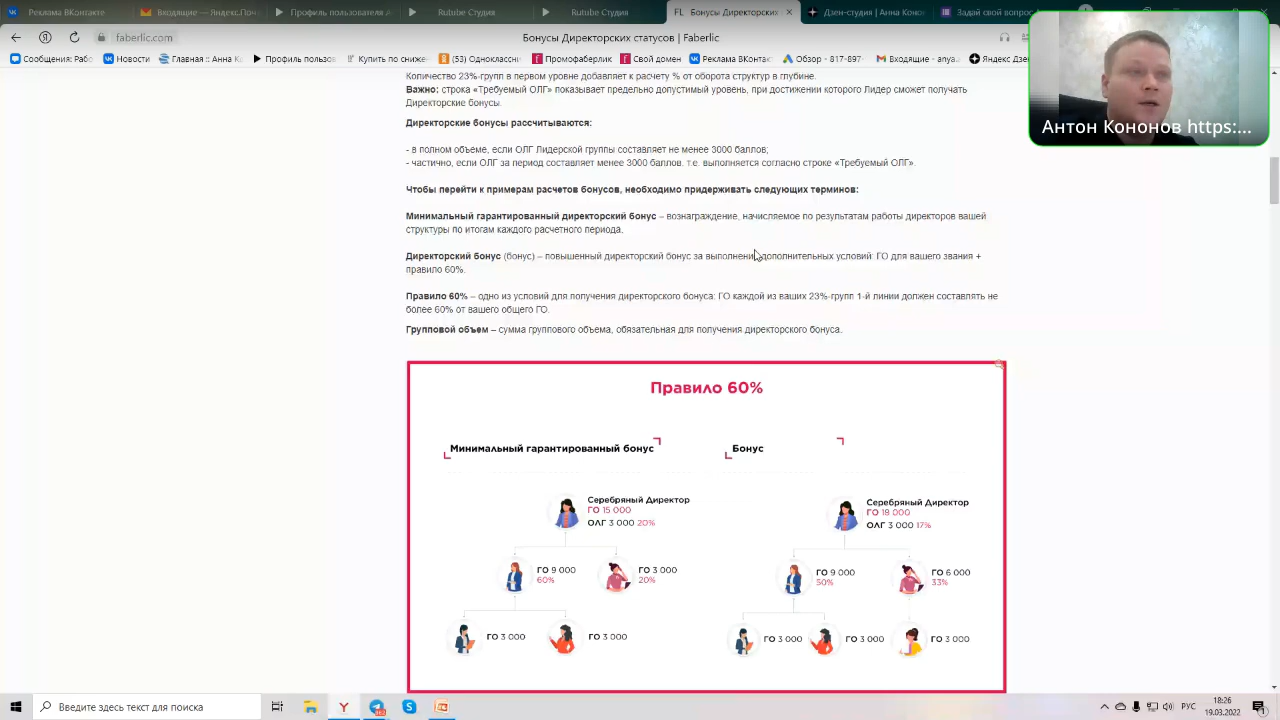 Реклама ВКонта
Входящие — Яндекс.По
Профиль пользователя
Rutube Студия
Rutube Студия
FL Бонусы Директорских
Дзен-студия | Анна Коно
Задай свой вопрос
faberlic.com
Бонусы Директорских статусов | Faberlic
Сообщения: Рабо
Новости
Главная :: Анна К
Профиль пользо
Купить по сниже
(53) Одноклассни
Промофаберлик
Свой домен
Реклама ВКонта
Обзор - 817-897-
Входящие - anya
Яндекс Дзен
Количество 23%-групп в первом уровне добавляет к расчету % от оборота структур в глубине.
Важно: строка «Требуемый ОЛГ» показывает предельно допустимый уровень, при достижении которого Лидер сможет получать
Директорские бонусы.
Директорские бонусы рассчитываются:
- в полном объеме, если ОЛГ Лидерской группы составляет не менее 3000 баллов;
- частично, если ОЛГ за период составляет менее 3000 баллов. т.е. выполняется согласно строке «Требуемый ОЛГ».
Чтобы перейти к примерам расчетов бонусов, необходимо придерживать следующих терминов:
Минимальный гарантированный директорский бонус – вознаграждение, начисляемое по результатам работы директоров вашей
структуры по итогам каждого расчетного периода.
Директорский бонус (бонус) – повышенный директорский бонус за выполнение дополнительных условий: ГО для вашего звания +
правило 60%.
Правило 60% – одно из условий для получения директорского бонуса: ГО каждой из ваших 23%-групп 1-й линии должен составлять не
более 60% от вашего общего ГО.
Групповой объем – сумма группового объема, обязательная для получения директорского бонуса.
Правило 60%
Минимальный гарантированный бонус
Бонус
Серебряный Директор
ГО 15 000
ОЛГ 3 000 20%
Серебряный Директор
ГО 18 000
ОЛГ 3 000 17%
ГО 9 000
60%
ГО 3 000
20%
ГО 9 000
50%
ГО 6 000
33%
ГО 3 000
ГО 3 000
ГО 3 000
ГО 3 000
ГО 3 000
Антон Кононов https:...
Введите здесь текст для поиска
РУС
18:26
19.03.2022